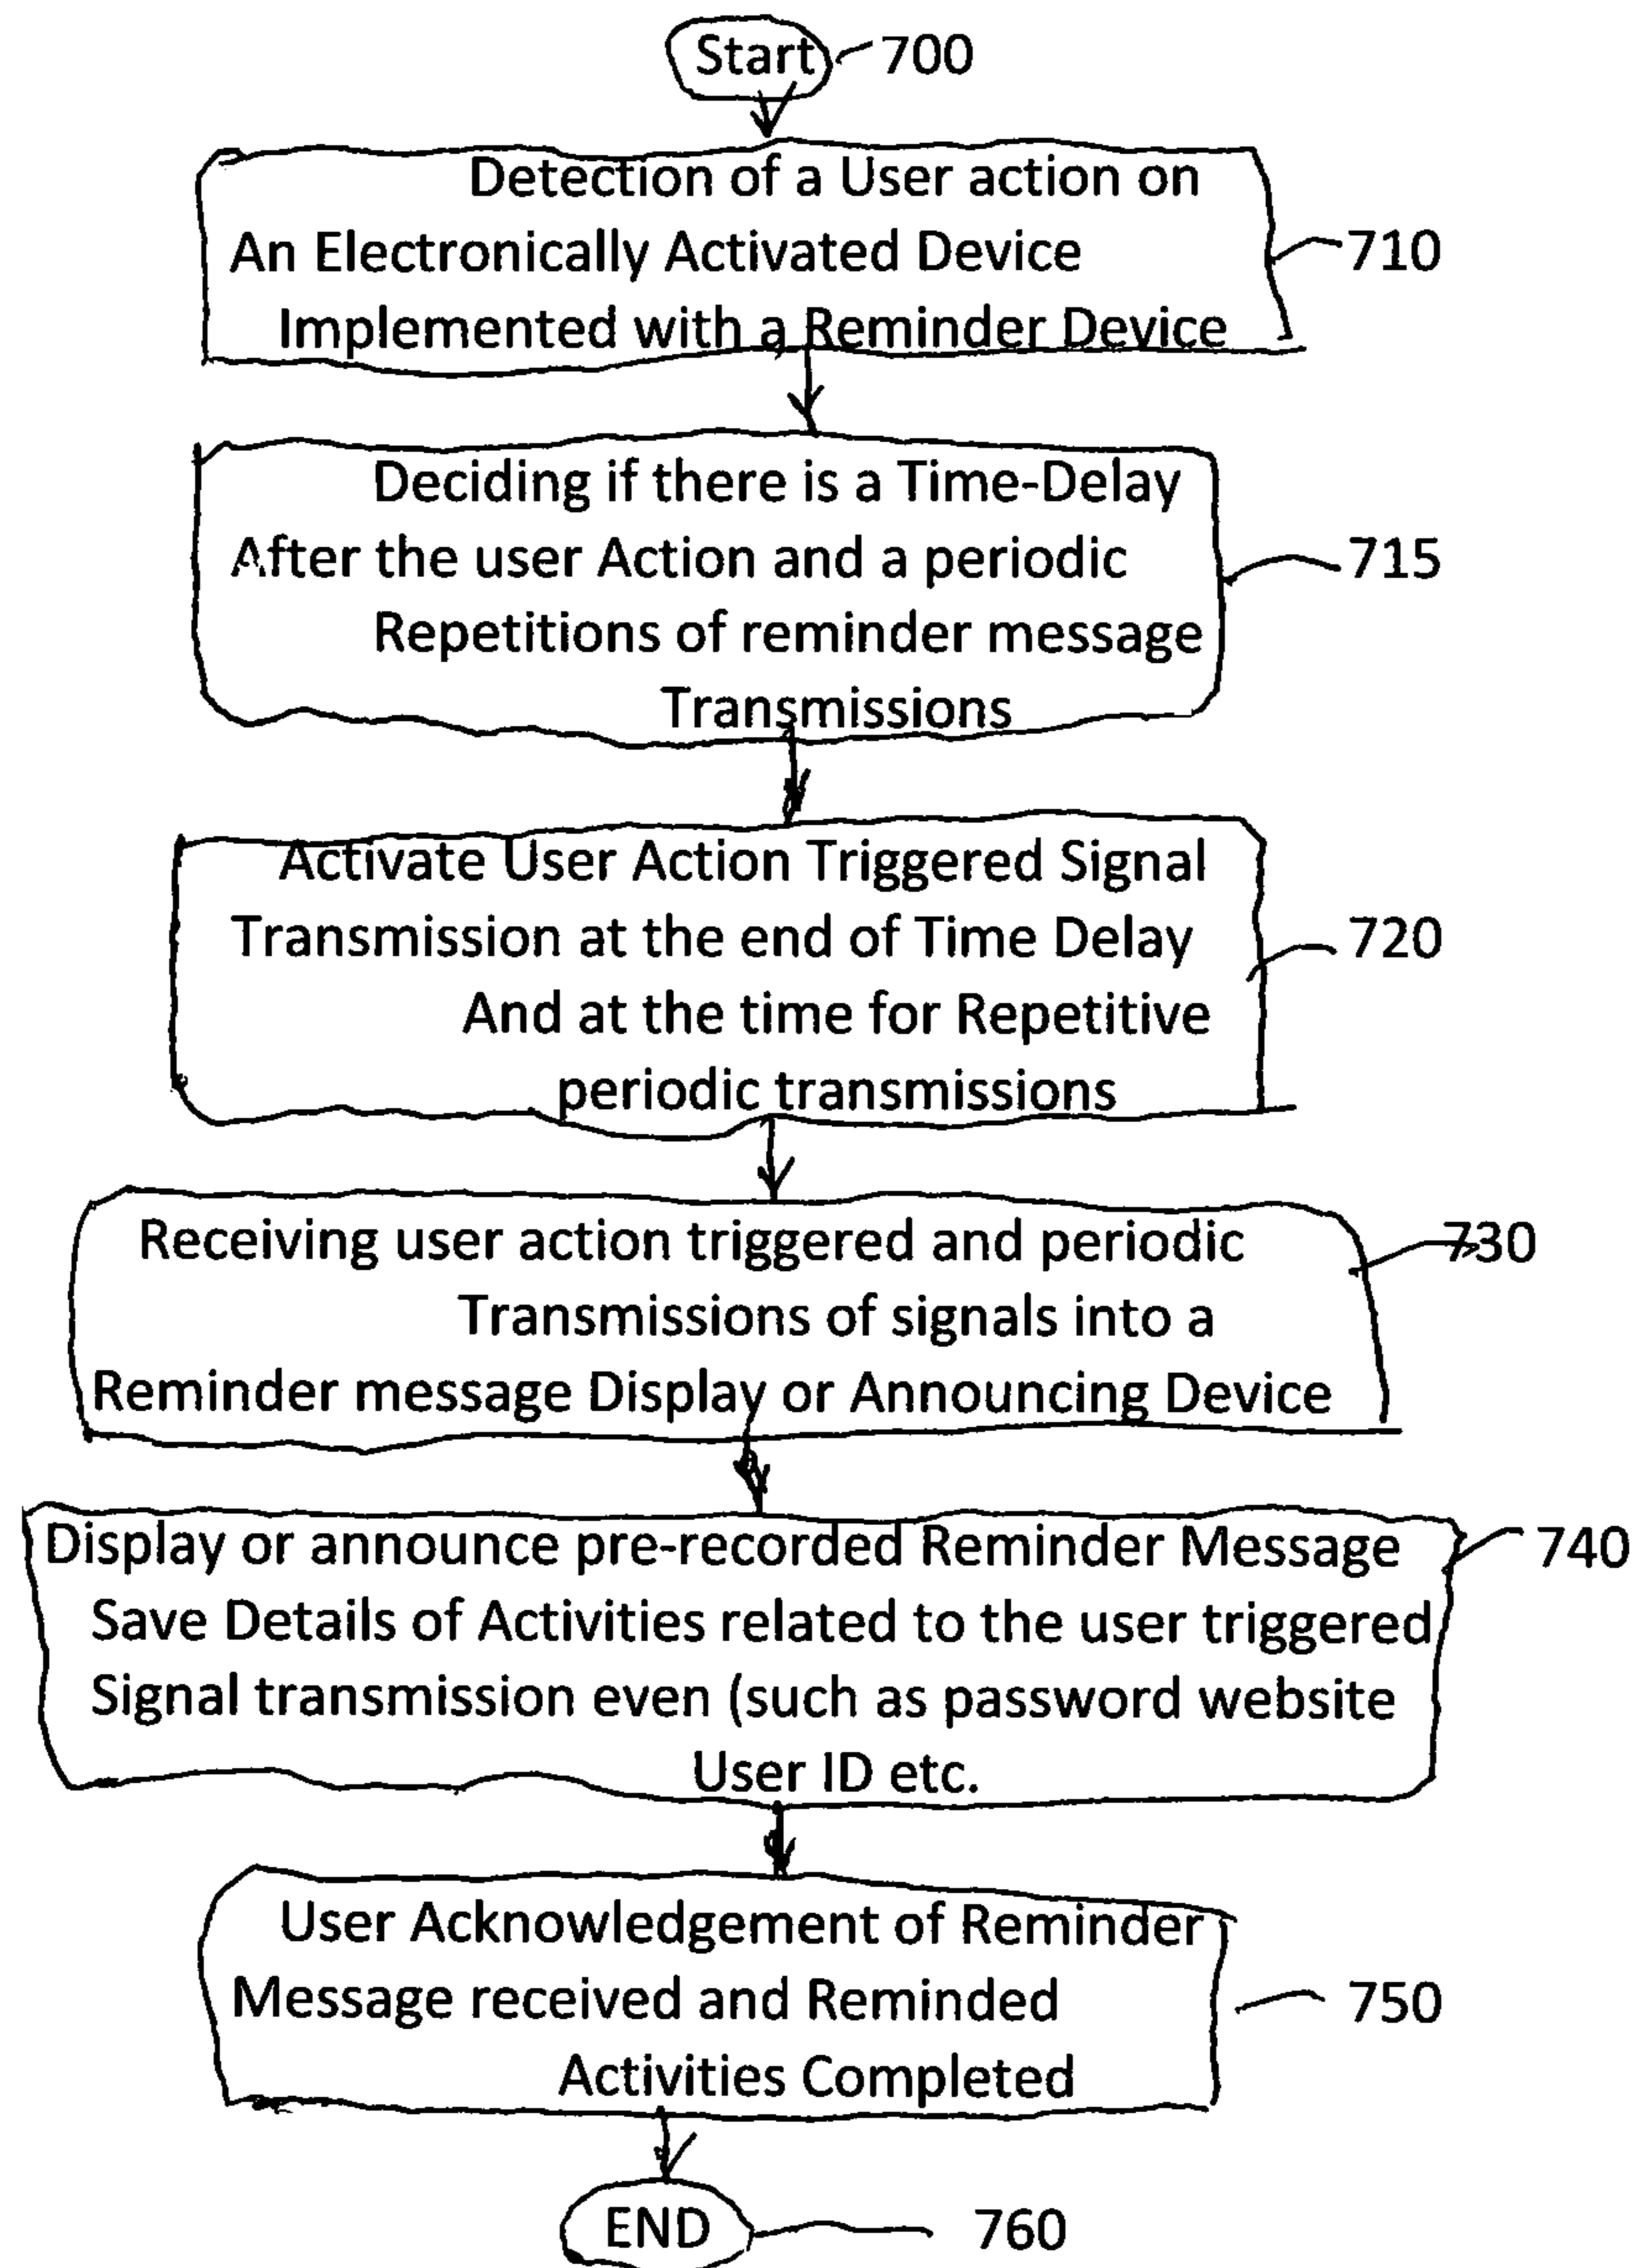 Start 700
Detection of a User action on
An Electronically Activated Device 710
Implemented with a Reminder Device
Deciding if there is a Time-Delay
After the user Action and a periodic 715
Repetitions of reminder message
Transmissions
Activate User Action Triggered Signal
Transmission at the end of Time Delay 720
And at the time for Repetitive
periodic transmissions
Receiving user action triggered and periodic 730
Transmissions of signals into a
Reminder message Display or Announcing Device
Display or announce pre-recorded Reminder Message 740
Save Details of Activities related to the user triggered
Signal transmission even (such as password website
User ID etc.
User Acknowledgement of Reminder
Message received and Reminded 750
Activities Completed
END 760